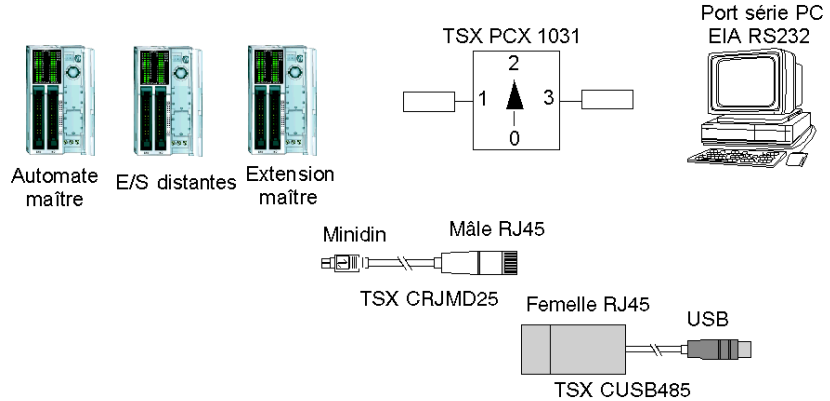 Port série PC
EIA RS232
TSX PCX 1031
2
1
3
0
Automate
maître
E/S distantes
Extension
maître
Minidin
Mâle RJ45
TSX CRJMD25
Femelle RJ45
USB
TSX CUSB485